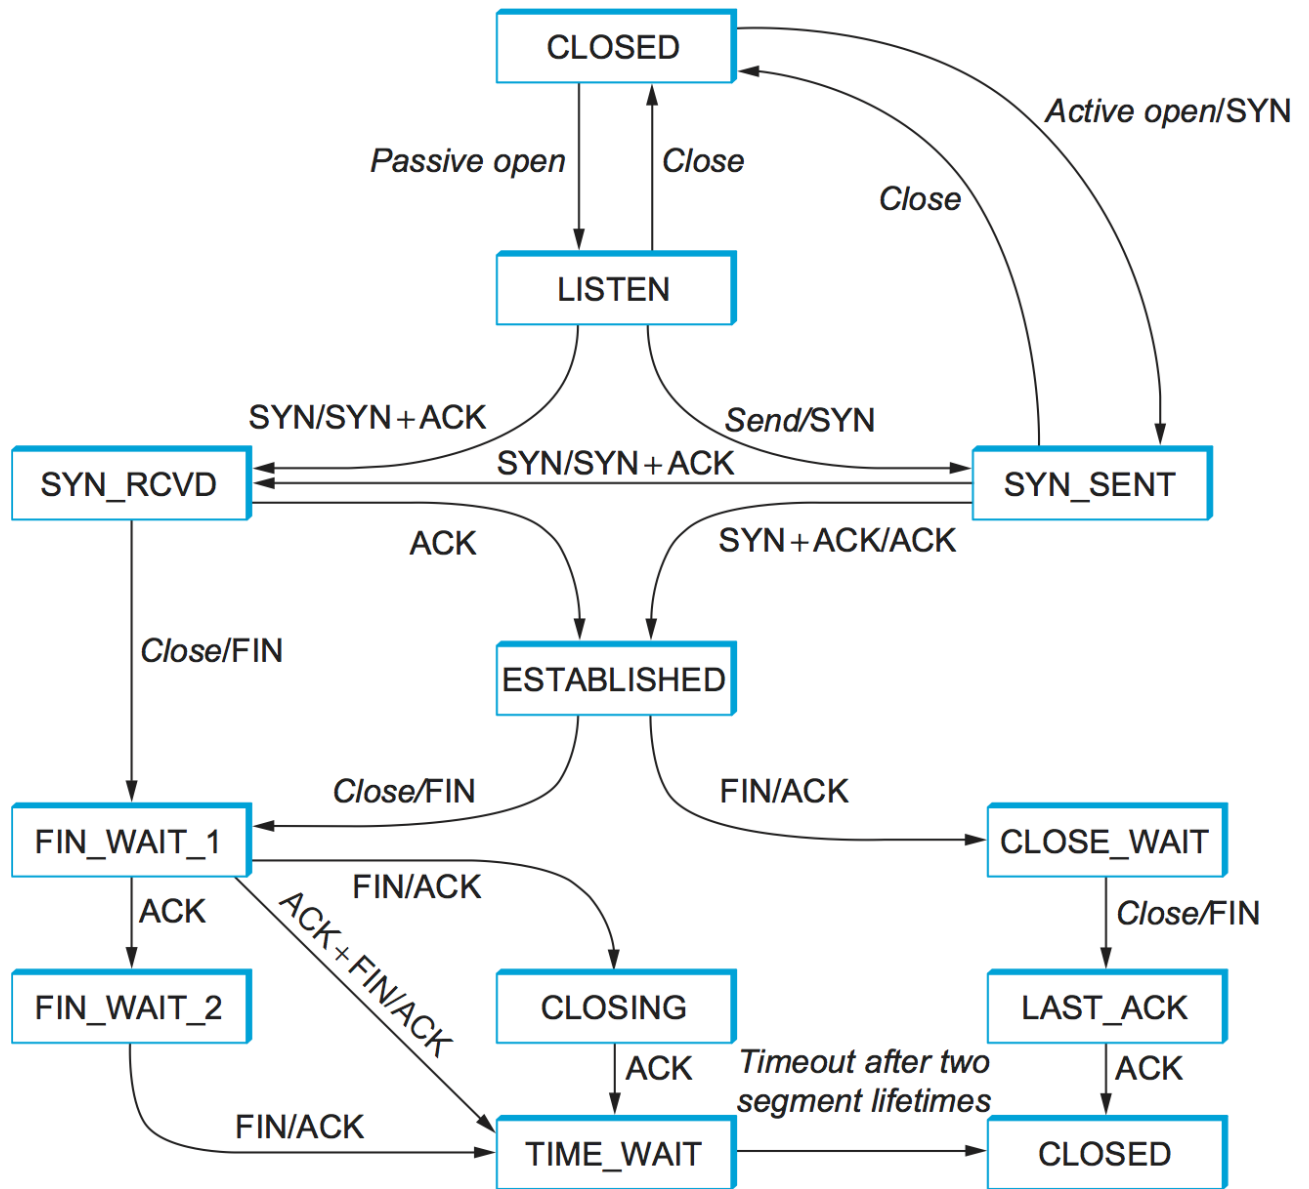 CLOSED
Active open/SYN
Passive open
Close
Close
LISTEN
SYN/SYN+ACK
Send/SYN
SYN/SYN+ACK
SYN_RCVD
SYN_SENT
ACK
SYN+ACK/ACK
Close/FIN
ESTABLISHED
Close/FIN
FIN/ACK
FIN_WAIT_1
CLOSE_WAIT
FIN/ACK
ACK
ACK+FIN/ACK
Close/FIN
FIN_WAIT_2
CLOSING
LAST_ACK
ACK
Timeout after two
segment lifetimes
ACK
FIN/ACK
TIME_WAIT
CLOSED